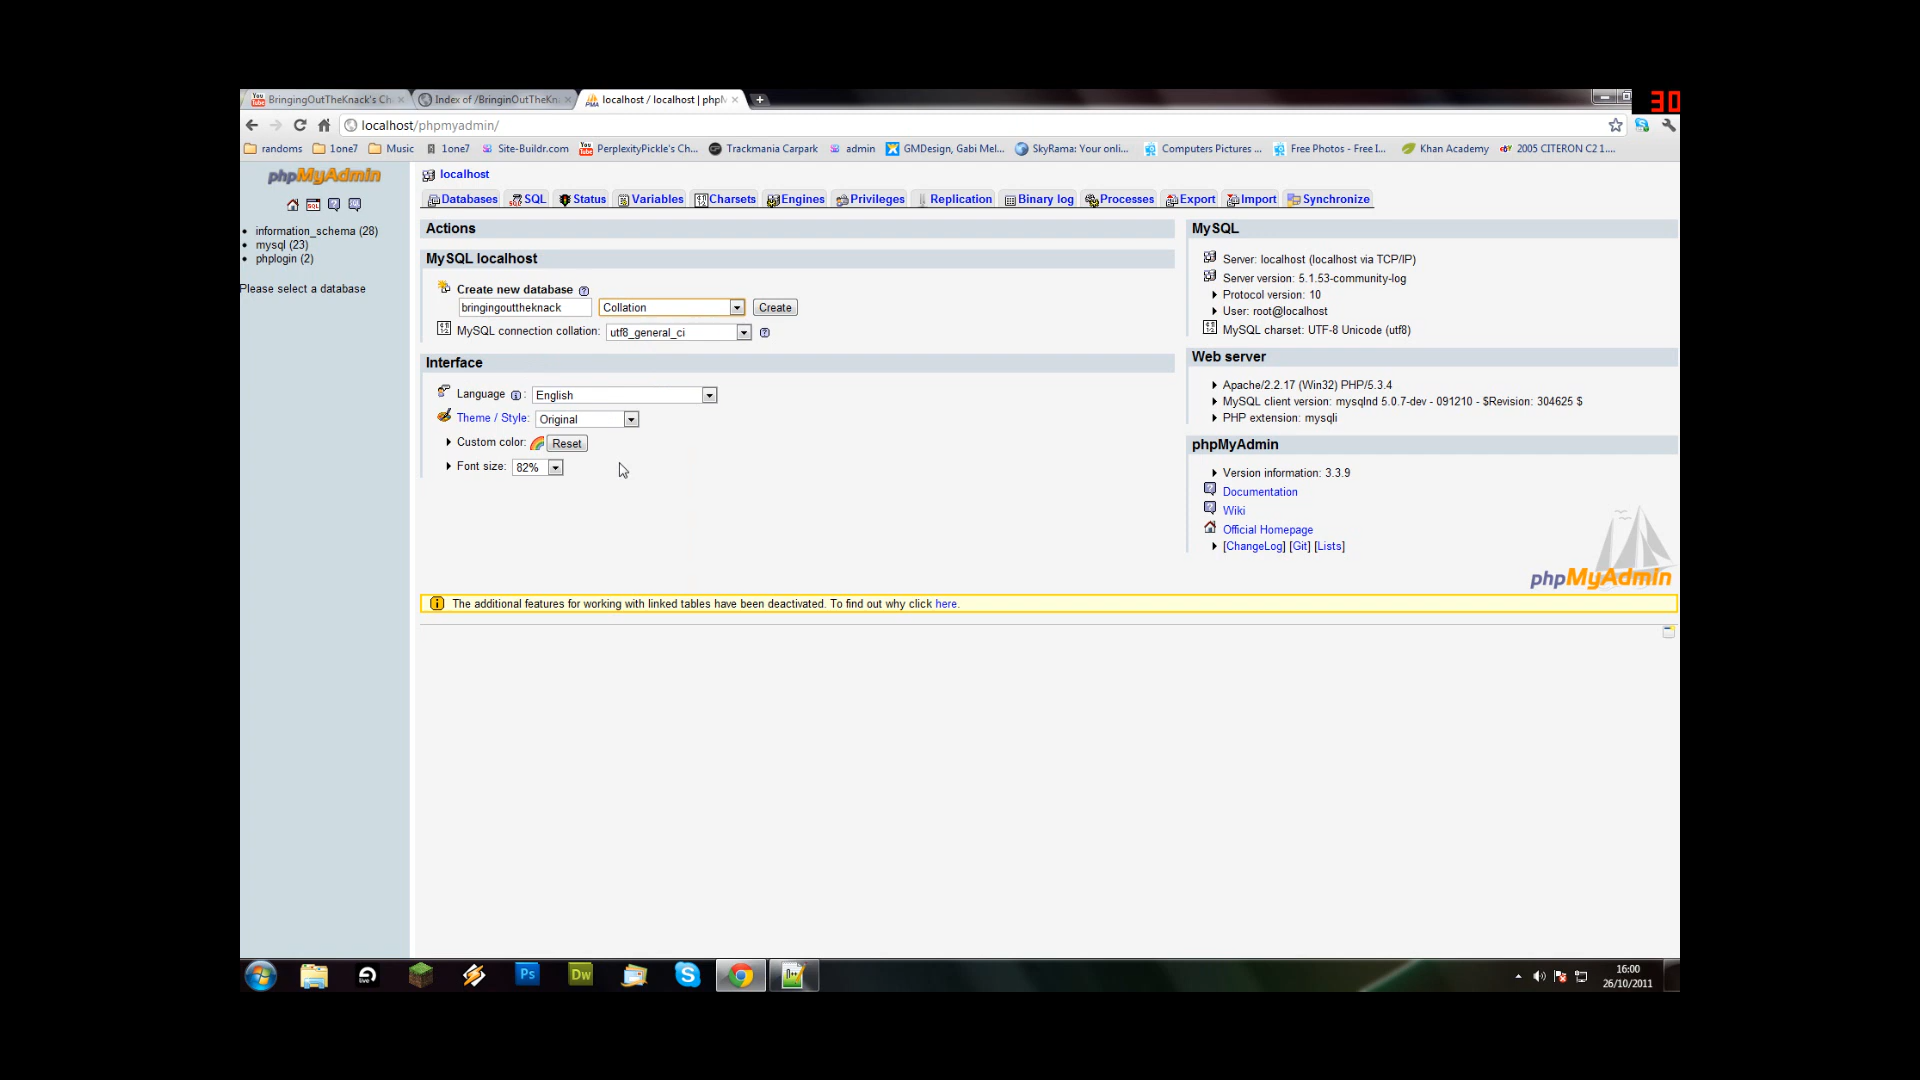 BringingOutTheKnack's Ch
Index of /BringinOutTheKn
localhost / localhost | phpM
30
localhost/phpmyadmin/
randoms
1one7
Music
1one7
Site-Buildr.com
PerplexityPickle's Ch...
Trackmania Carpark
admin
GMDesign, Gabi Mel...
SkyRama: Your onli...
Computers Pictures ...
Free Photos - Free I...
Khan Academy
2005 CITERON C2 1....
phpMyAdmin
information_schema (28)
mysql (23)
phplogin (2)
Please select a database
localhost
Databases SQL Status Variables Charsets Engines Privileges Replication Binary log Processes Export Import Synchronize
Actions
MySQL localhost
Create new database
bringingouttheknack Collation Create
MySQL connection collation: utf8_general_ci
Interface
Language : English
Theme / Style: Original
Custom color: Reset
Font size: 82%
MySQL
Server: localhost (localhost via TCP/IP)
Server version: 5.1.53-community-log
Protocol version: 10
User: root@localhost
MySQL charset: UTF-8 Unicode (utf8)
Web server
Apache/2.2.17 (Win32) PHP/5.3.4
MySQL client version: mysqlnd 5.0.7-dev - 091210 - $Revision: 304625 $
PHP extension: mysqli
phpMyAdmin
Version information: 3.3.9
Documentation
Wiki
Official Homepage
[ChangeLog] [Git] [Lists]
phpMyAdmin
The additional features for working with linked tables have been deactivated. To find out why click here.
Ps
Dw
16:00
26/10/2011